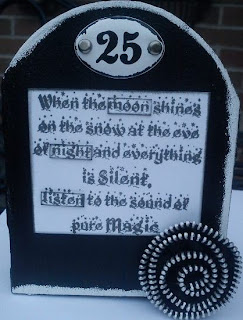 25
When the moon shines
on the snow at the eve
of night and everything
is Silent,
listen to the sound of
pure Magic